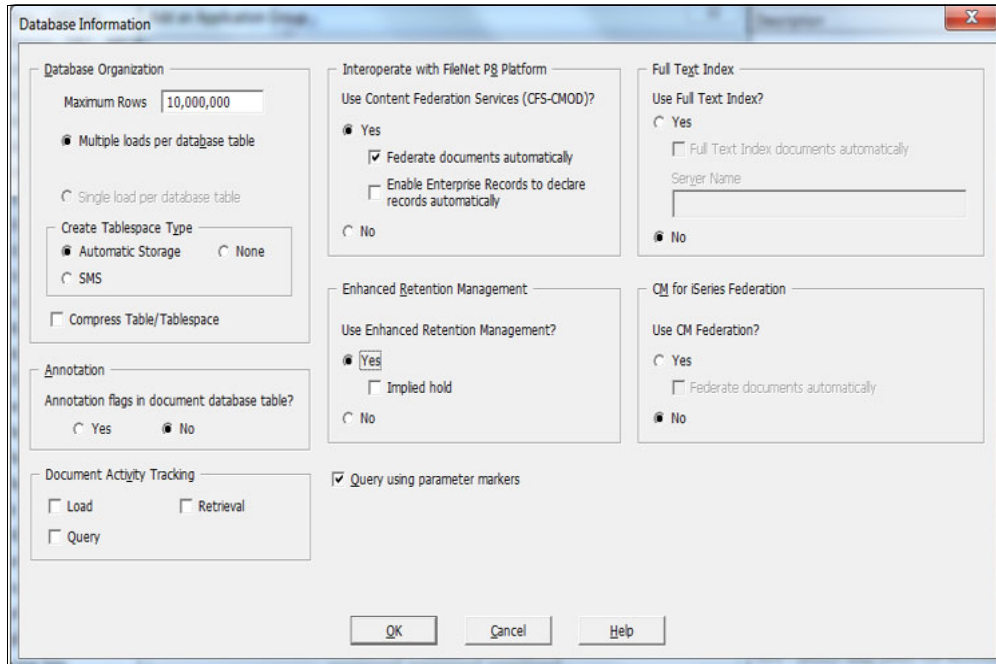 Add an Application Group
Description
Database Information
X
Database Organization
Maximum Rows 10,000,000
Multiple loads per database table
Single load per database table
Create Tablespace Type
Automatic Storage
None
SMS
Compress Table/Tablespace
Annotation
Annotation flags in document database table?
Yes
No
Document Activity Tracking
Load
Retrieval
Query
Interoperate with FileNet P8 Platform
Use Content Federation Services (CFS-CMOD)?
Yes
Federate documents automatically
Enable Enterprise Records to declare
records automatically
No
Enhanced Retention Management
Use Enhanced Retention Management?
Yes
Implied hold
No
Query using parameter markers
Full Text Index
Use Full Text Index?
Yes
Full Text Index documents automatically
Server Name
No
CM for iSeries Federation
Use CM Federation?
Yes
Federate documents automatically
No
OK
Cancel
Help